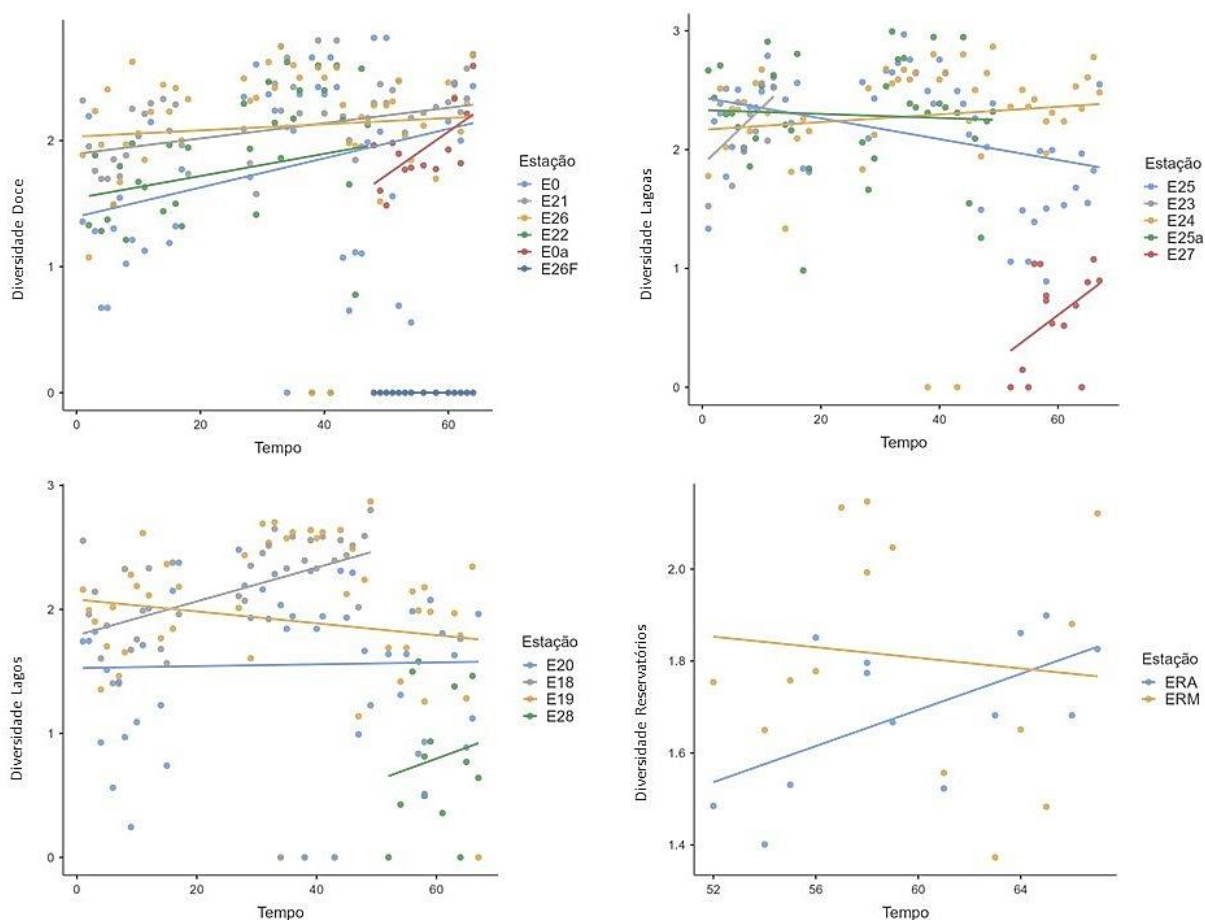 Diversidade Doce
2
1
0
0
20
40
60
Tempo
Estação
E0
E21
E26
E22
E0a
E26F
Diversidade Lagoas
3
2
1
0
0
20
40
60
Tempo
Estação
E25
E23
E24
E25a
E27
Diversidade Lagos
3
2
1
0
0
20
40
60
Tempo
Estação
E20
E18
E19
E28
Diversidade Reservatórios
2.0
1.8
1.6
1.4
52
56
60
64
Tempo
Estação
ERA
ERM